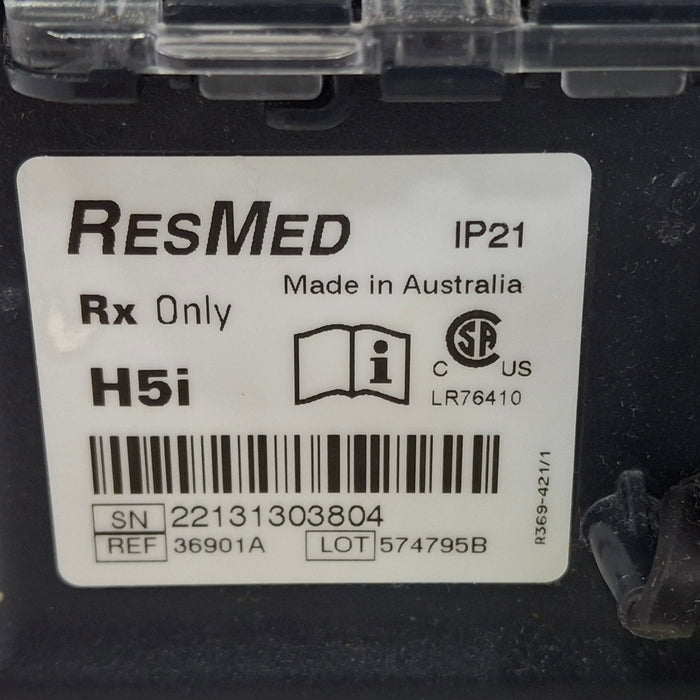 RESMED
IP21
Made in Australia
Rx Only
H5i
i
SA
C US
LR76410
SN 22131303804
REF 36901A LOT 574795B
R369-421/1